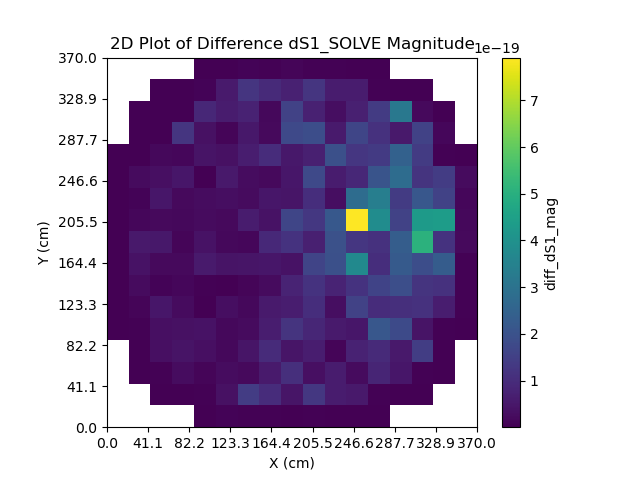 2D Plot of Difference dS1_SOLVE Magnitude
1e−19
370.0
328.9
287.7
246.6
205.5
164.4
123.3
82.2
41.1
0.0
Y (cm)
0.0 41.1 82.2 123.3 164.4 205.5 246.6 287.7 328.9 370.0
X (cm)
7
6
5
4
3
2
1
diff_dS1_mag